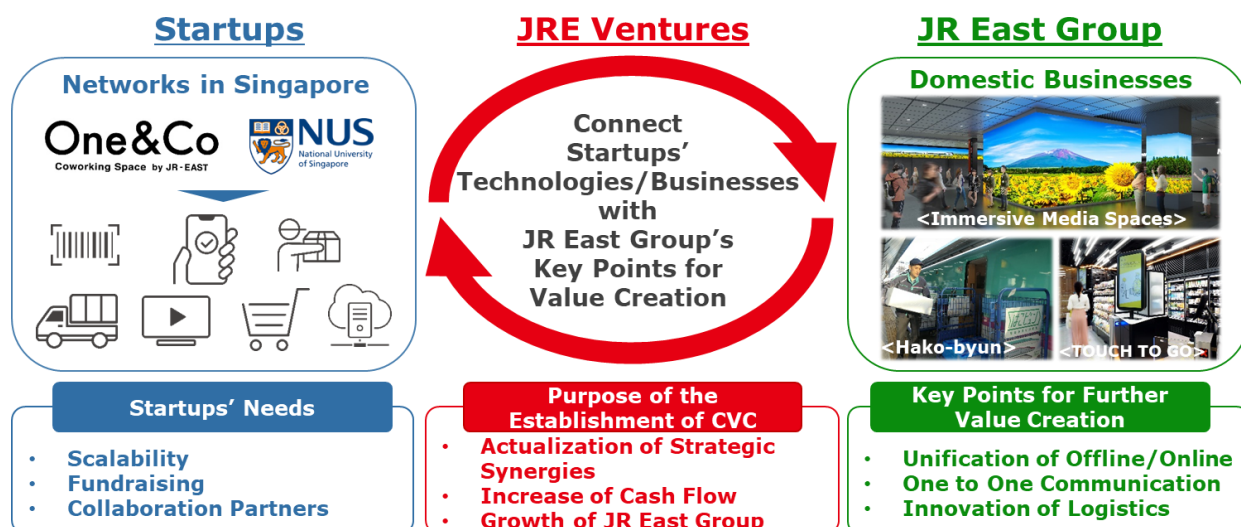 Startups
Networks in Singapore
One&Co
Coworking Space by JR-EAST
NUS
National University
of Singapore
Startups' Needs
• Scalability
• Fundraising
• Collaboration Partners
JRE Ventures
Connect
Startups'
Technologies/Businesses
with
JR East Group's
Key Points for
Value Creation
Purpose of the
Establishment of CVC
• Actualization of Strategic
Synergies
• Increase of Cash Flow
• Growth of JR East Group
JR East Group
Domestic Businesses
<Immersive Media Spaces>
<Hako-byun>
<TOUCH TO GO>
Key Points for Further
Value Creation
• Unification of Offline/Online
• One to One Communication
• Innovation of Logistics